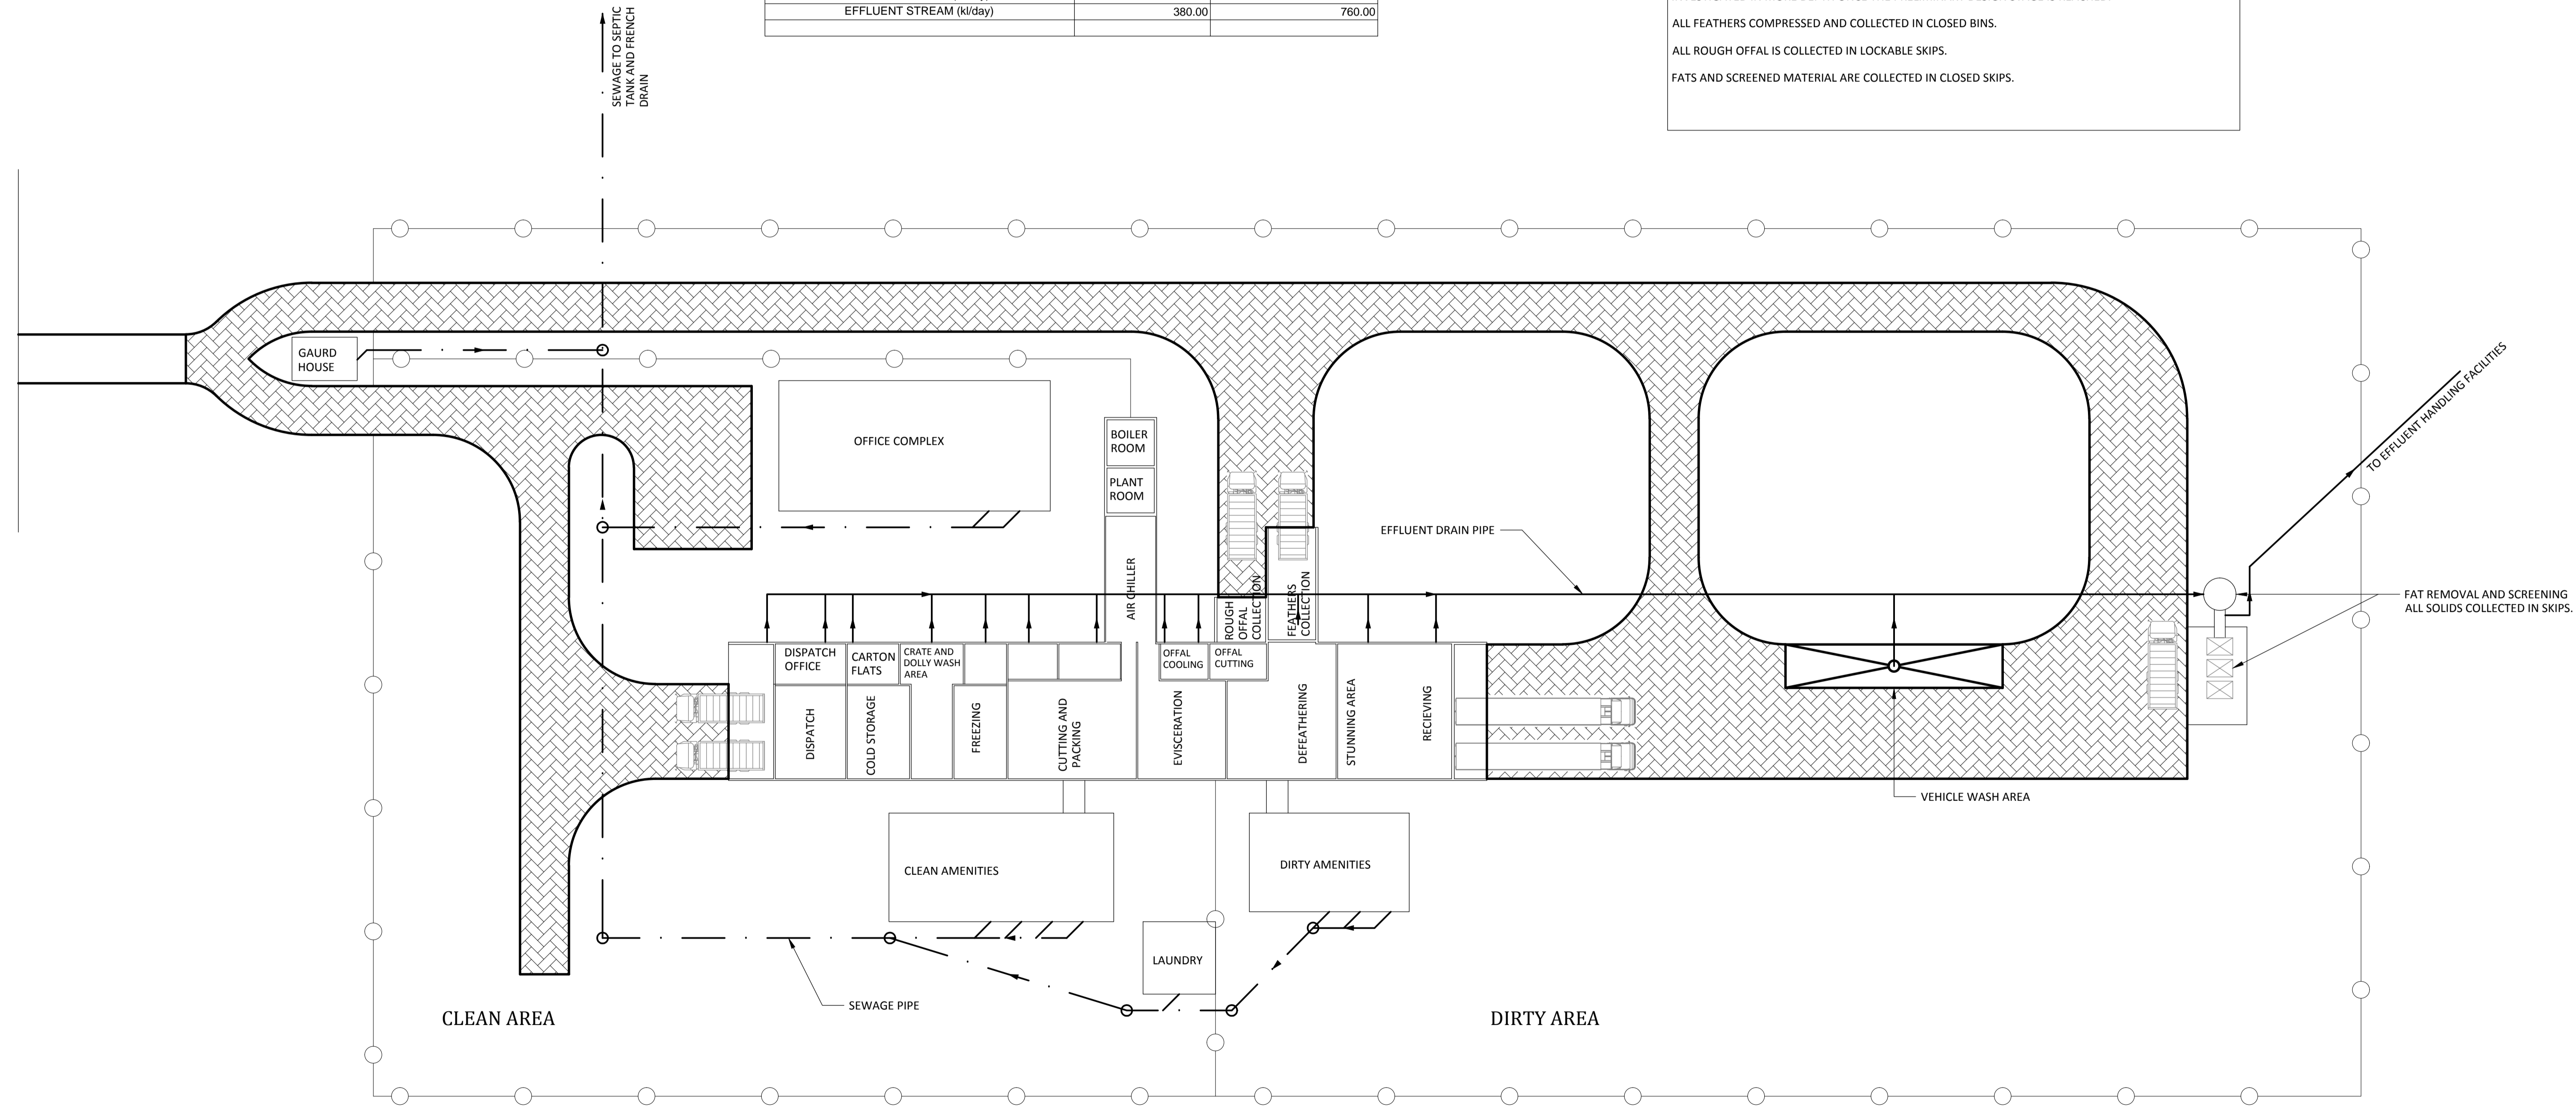 EFFLUENT STREAM (kl/day) 380.00 760.00
ALL FEATHERS COMPRESSED AND COLLECTED IN CLOSED BINS.
ALL ROUGH OFFAL IS COLLECTED IN LOCKABLE SKIPS.
FATS AND SCREENED MATERIAL ARE COLLECTED IN CLOSED SKIPS.
SEWAGE TO SEPTIC
TANK AND FRENCH
DRAIN
GAURD
HOUSE
OFFICE COMPLEX
BOILER
ROOM
PLANT
ROOM
AIR CHILLER
ROUGH
OFFAL
COLLECTION
FEATHERS
COLLECTION
EFFLUENT DRAIN PIPE
TO EFFLUENT HANDLING FACILITIES
FAT REMOVAL AND SCREENING
ALL SOLIDS COLLECTED IN SKIPS.
DISPATCH
OFFICE
CARTON
FLATS
CRATE AND
DOLLY WASH
AREA
OFFAL
COOLING
OFFAL
CUTTING
DISPATCH
COLD STORAGE
FREEZING
CUTTING AND
PACKING
EVISCERATION
DEFEATHERING
STUNNING AREA
RECIEVING
VEHICLE WASH AREA
CLEAN AMENITIES
DIRTY AMENITIES
LAUNDRY
SEWAGE PIPE
CLEAN AREA
DIRTY AREA